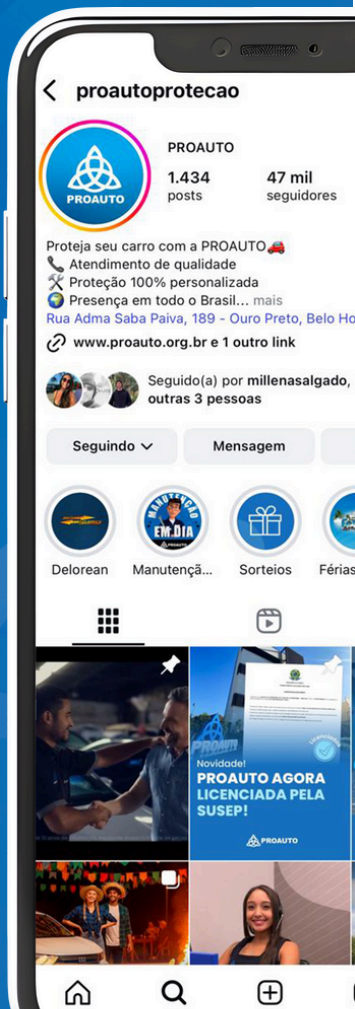 proautoprotecao
PROAUTO
PROAUTO
1.434
posts
47 mil
seguidores
Proteja seu carro com a PROAUTO🚗
📞 Atendimento de qualidade
🛠 Proteção 100% personalizada
🌍 Presença em todo o Brasil... mais
Rua Adma Saba Paiva, 189 - Ouro Preto, Belo Ho
www.proauto.org.br e 1 outro link
Seguido(a) por millenasalgado,
outras 3 pessoas
Seguindo
Mensagem
MANUTENÇÃO
EM.DIA
Delorean
Manutençã...
Sorteios
Férias
PROAUTO
Novidade!
PROAUTO AGORA
LICENCIADA PELA
SUSEP!
PROAUTO